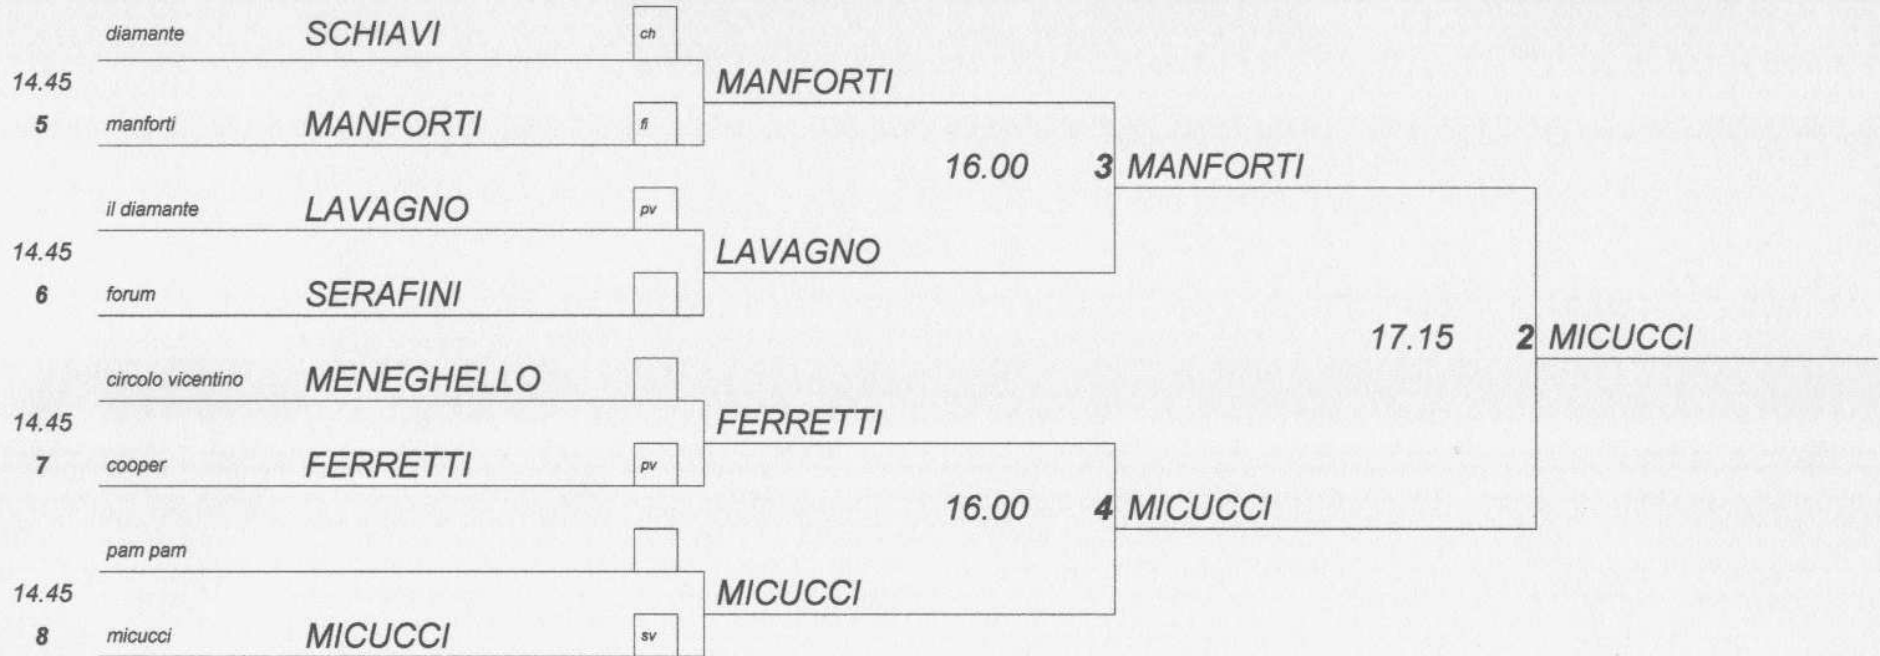 diamante SCHIAVI ch
14.45 MANFORTI
5 manforti MANFORTI fi
16.00 3 MANFORTI
il diamante LAVAGNO pv
14.45 LAVAGNO
6 forum SERAFINI
17.15 2 MICUCCI
circolo vicentino MENEGHELLO
14.45 FERRETTI
7 cooper FERRETTI pv
16.00 4 MICUCCI
pam pam
14.45 MICUCCI
8 micucci MICUCCI sv